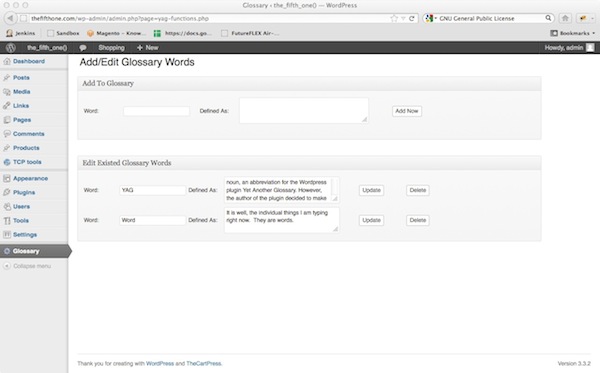 Glossary ‹ the_fifth_one() — WordPress
thefifthone.com/wp-admin/admin.php?page=yag-functions.php
GNU General Public License
Jenkins Sandbox Magento - Know... https://docs.go... FutureFLEX Air-... Bookmarks
the_fifth_one() Shopping + New Howdy, admin
Dashboard
Posts
Media
Links
Pages
Comments
Products
TCP tools
Appearance
Plugins
Users
Tools
Settings
Glossary
Collapse menu
Add/Edit Glossary Words
Add To Glossary
Word: Defined As: Add Now
Edit Existed Glossary Words
Word: YAG Defined As: Update Delete
noun, an abbreviation for the Wordpress
plugin Yet Another Glossary. However,
the author of the plugin decided to make
Word: Word Defined As: Update Delete
It is well, the individual things I am typing
right now. They are words.
Thank you for creating with WordPress and TheCartPress. Version 3.3.2